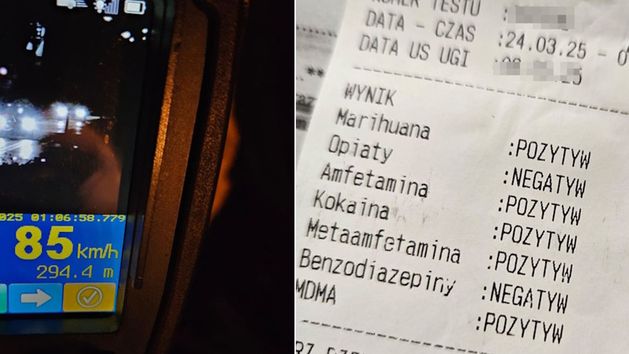 025 01:06:58.779
85 km/h
294.4 m
TESTU :
DATA - CZAS :24.03.25 - 0
DATA US UGI
WYNIK
Marihuana :POZYTYW
Opiaty :NEGATYW
Amfetamina :POZYTYW
Kokaina :POZYTYW
Metaamfetamina :POZYTYW
Benzodiazepiny :NEGATYW
MDMA :POZYTYW